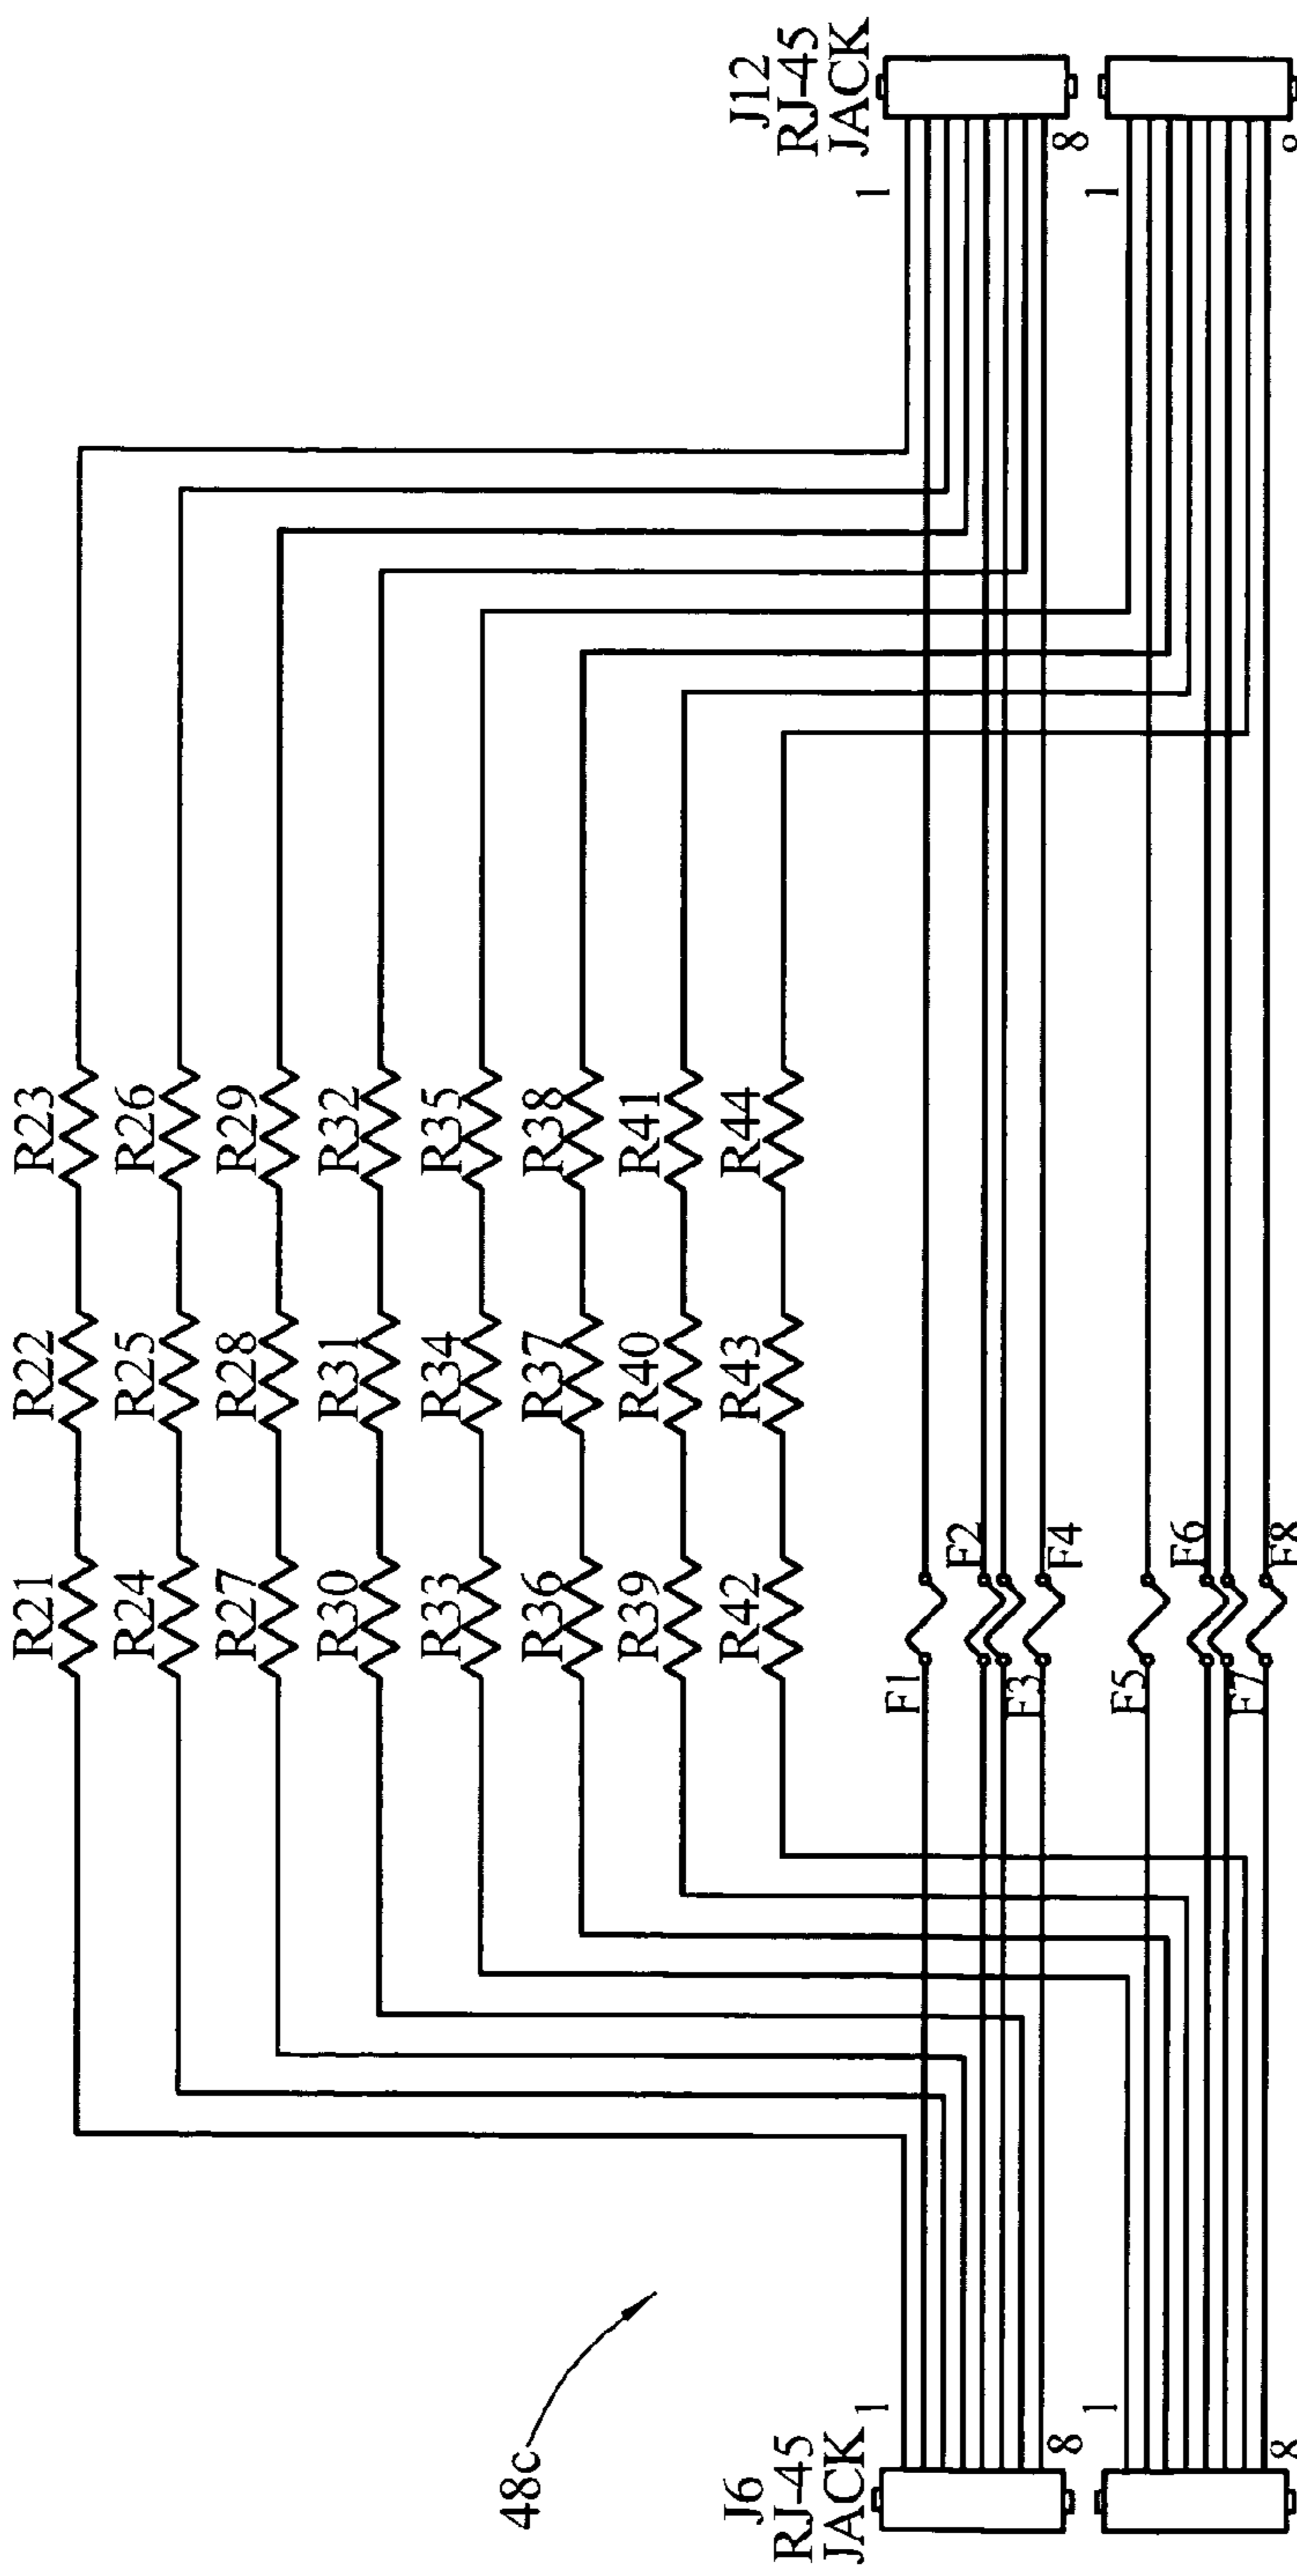 R21 R22 R23
R24 R25 R26
R27 R28 R29
R30 R31 R32
R33 R34 R35
R36 R37 R38
R39 R40 R41
R42 R43 R44
48c
J6
RJ-45
JACK
1
8
1
8
J12
RJ-45
JACK
1
8
1
F1
F2
F3
F4
F5
F6
F7
F8